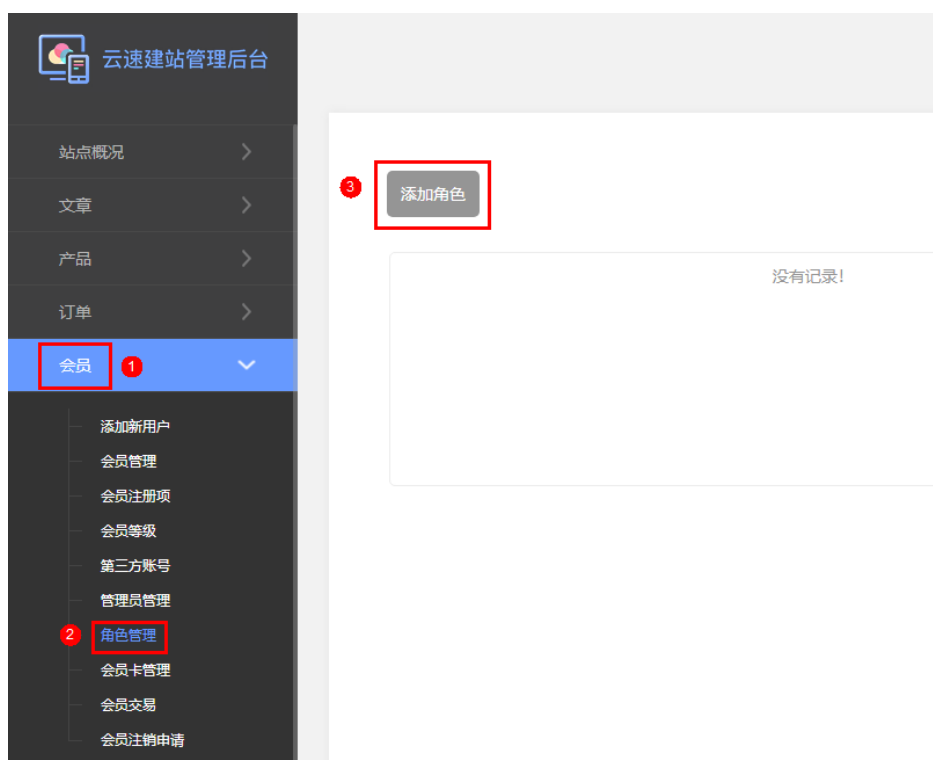 云速建站管理后台
站点概况
文章
产品
订单
会员 1
添加新用户
会员管理
会员注册项
会员等级
第三方账号
管理员管理
2 角色管理
会员卡管理
会员交易
会员注销申请
3 添加角色
没有记录!